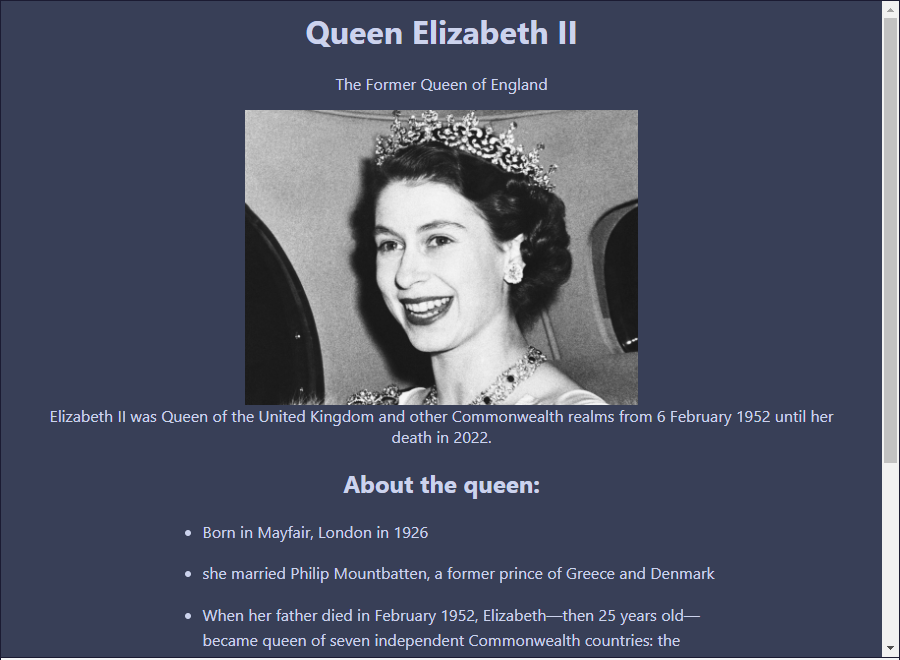 Queen Elizabeth II
The Former Queen of England
Elizabeth II was Queen of the United Kingdom and other Commonwealth realms from 6 February 1952 until her
death in 2022.
About the queen:
• Born in Mayfair, London in 1926
• she married Philip Mountbatten, a former prince of Greece and Denmark
• When her father died in February 1952, Elizabeth—then 25 years old—
became queen of seven independent Commonwealth countries: the